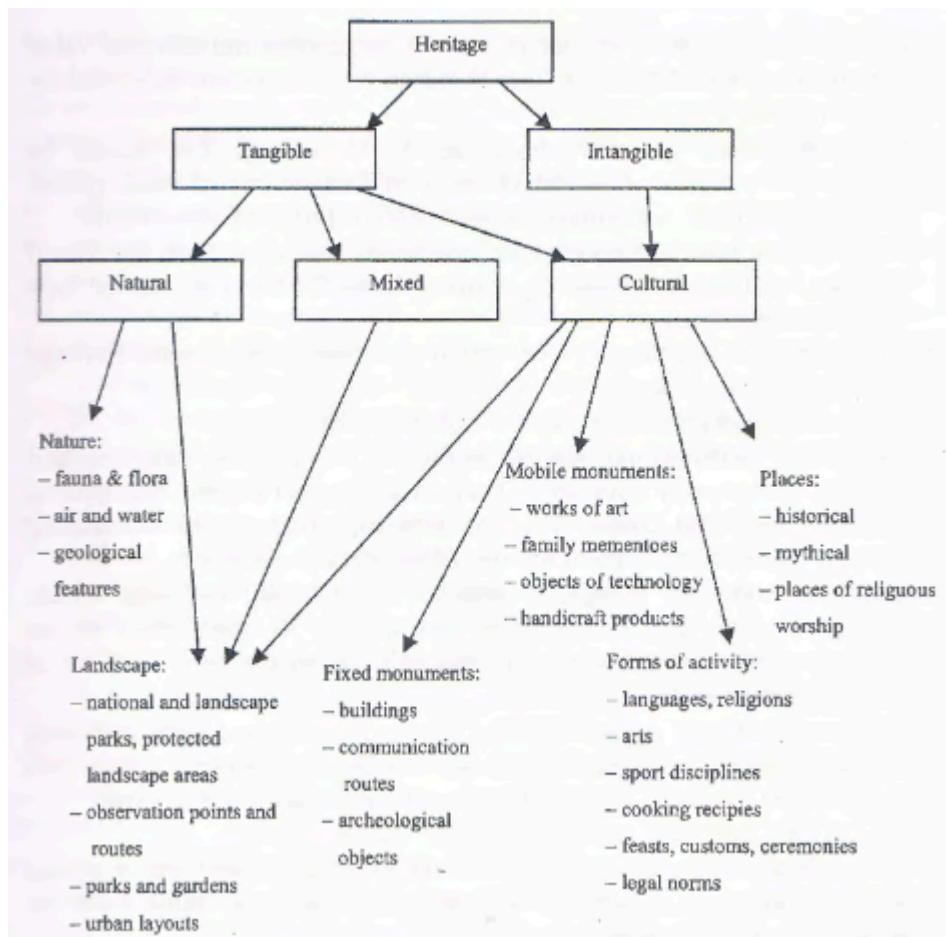 Heritage
Tangible
Intangible
Natural
Mixed
Cultural
Nature:
– fauna & flora
– air and water
– geological
features
Mobile monuments:
– works of art
– family mementoes
– objects of technology
– handicraft products
Places:
– historical
– mythical
– places of religuous
worship
Landscape:
– national and landscape
parks, protected
landscape areas
– observation points and
routes
– parks and gardens
– urban layouts
Fixed monuments:
– buildings
– communication
routes
– archeological
objects
Forms of activity:
– languages, religions
– arts
– sport disciplines
– cooking recipies
– feasts, customs, ceremonies
– legal norms